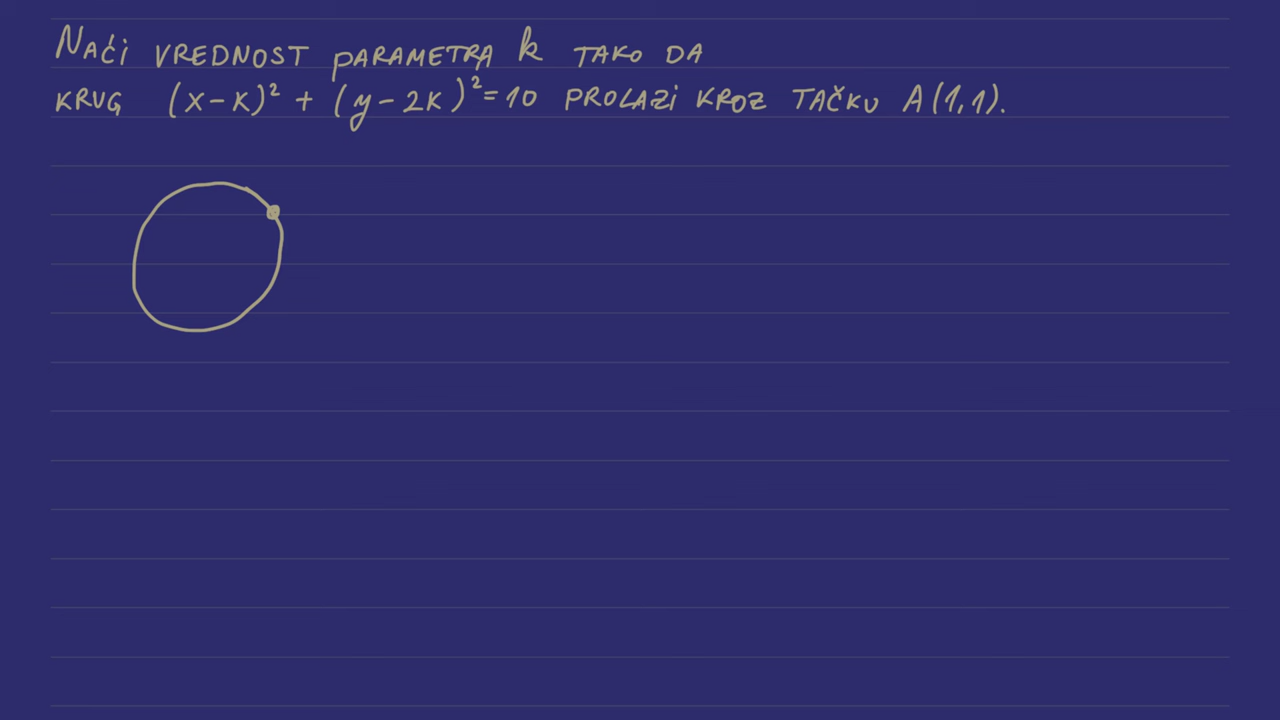 Naći vrednost parametra k tako da
krug (x-k)² + (y-2k)² = 10 prolazi kroz tačku A(1,1).